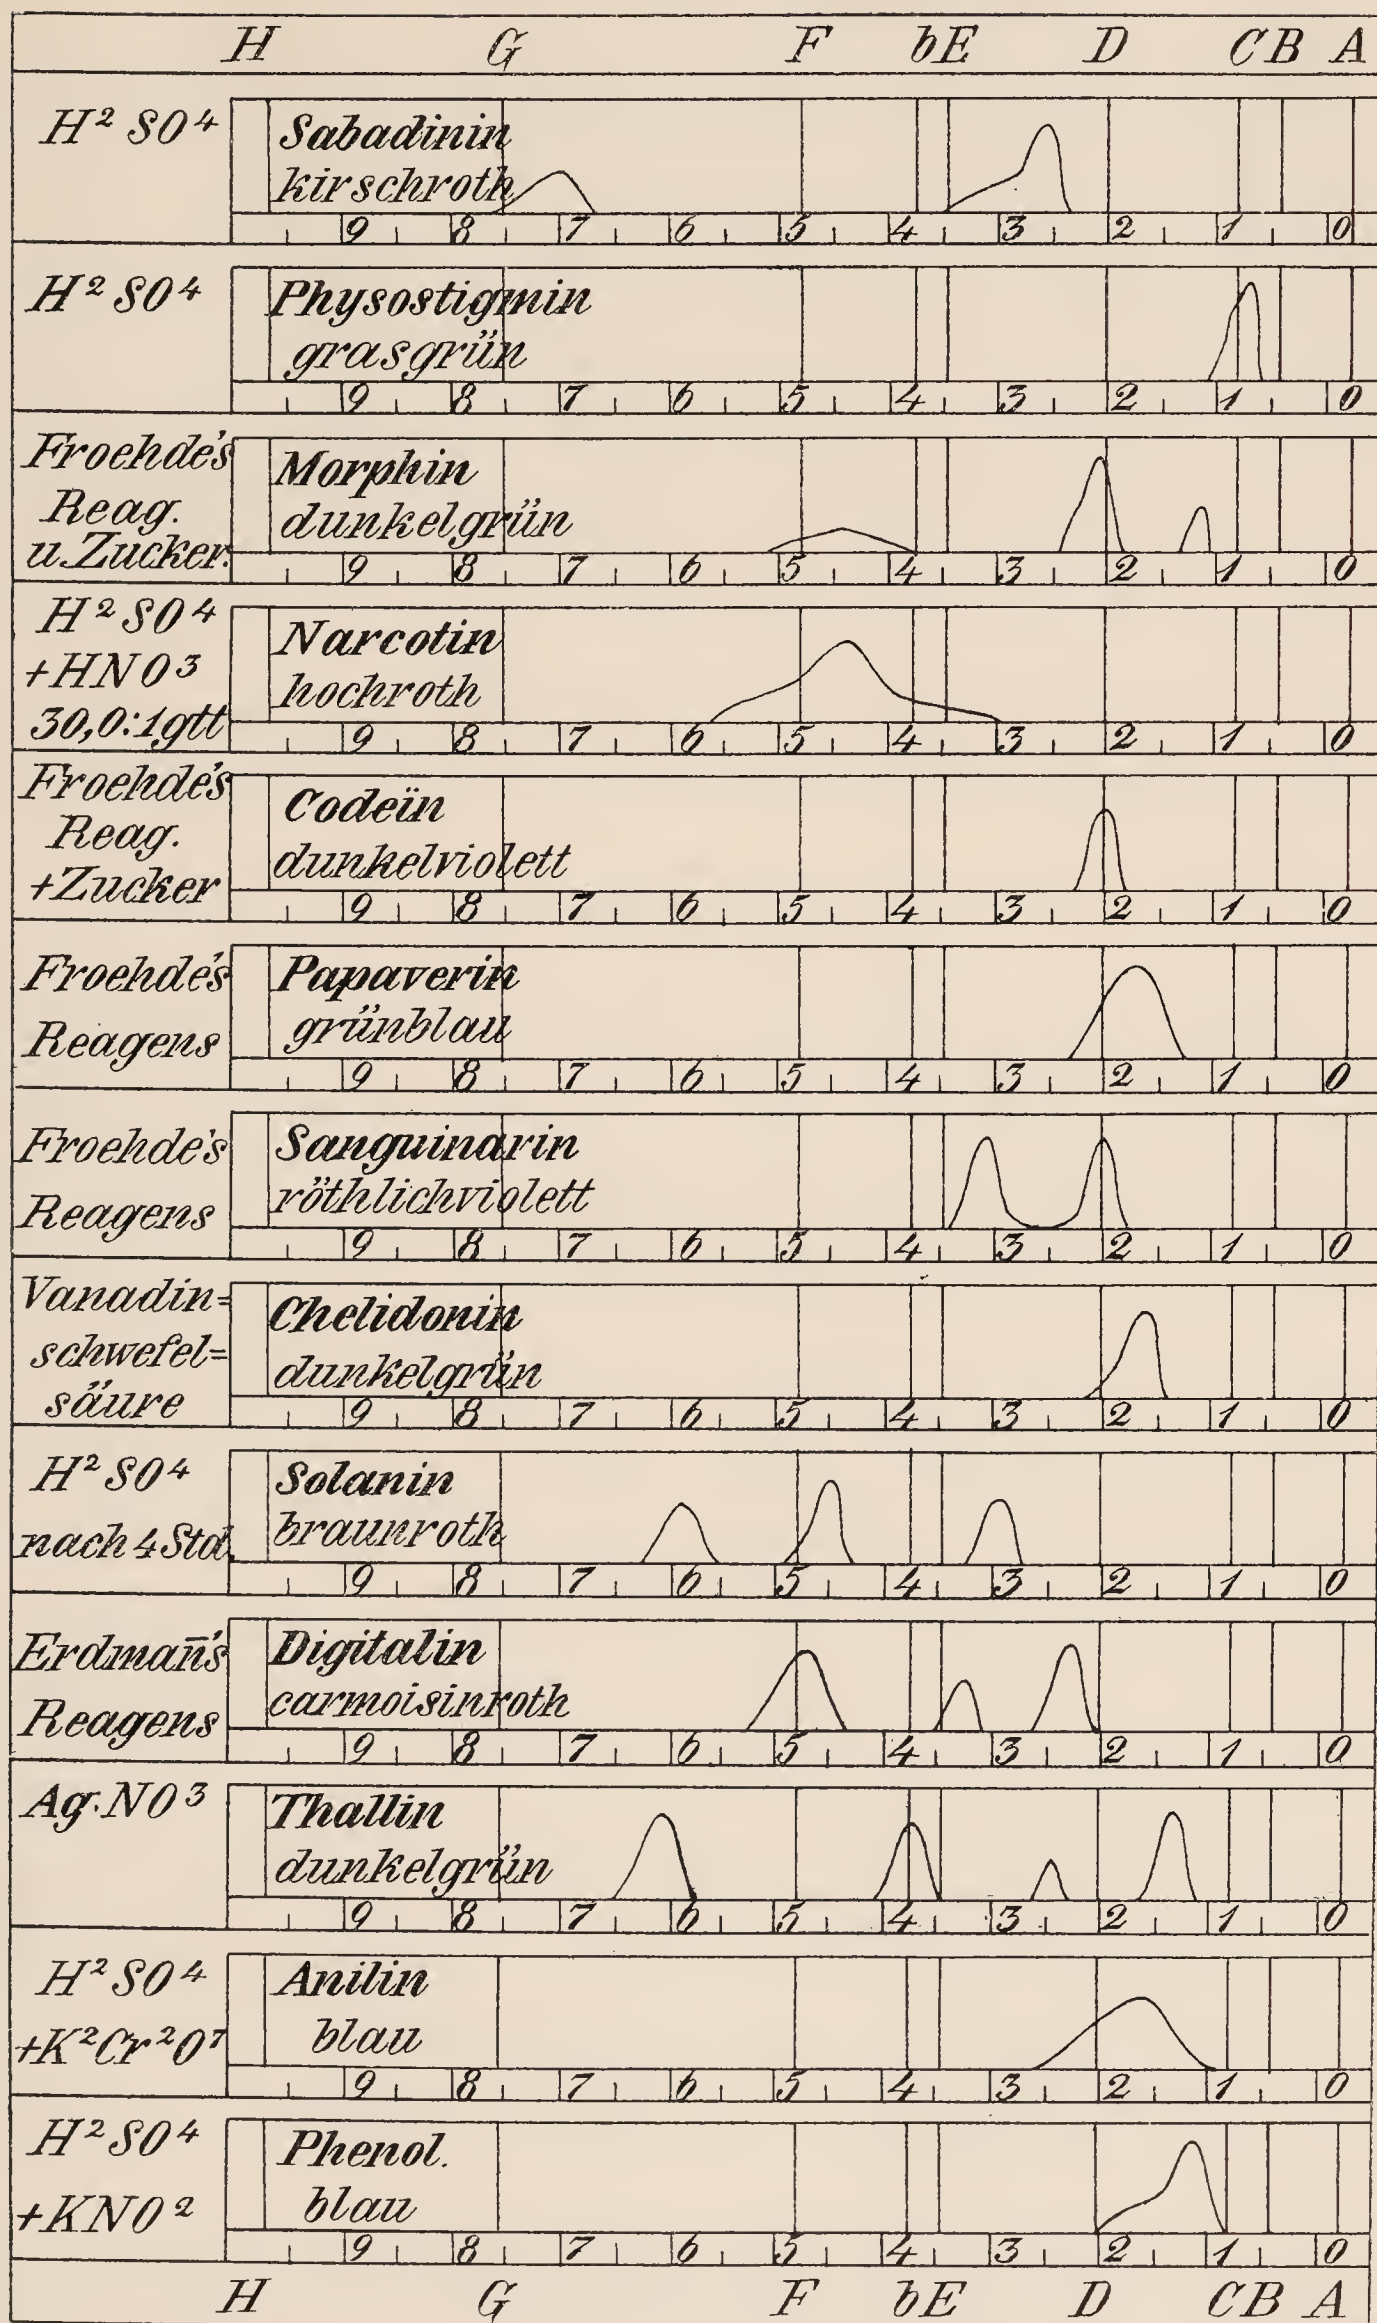 H G F b E D C B A
H² SO⁴
Sabadinin
kirschroth
9 8 7 6 5 4 3 2 1 0
H² SO⁴
Physostigmin
grasgrün
9 8 7 6 5 4 3 2 1 0
Froehde's
Reag.
u. Zucker.
Morphin
dunkelgrün
9 8 7 6 5 4 3 2 1 0
H² SO⁴
+HNO³
30,0:1gtt
Narcotin
hochroth
9 8 7 6 5 4 3 2 1 0
Froehde's
Reag.
+Zucker
Codeïn
dunkelviolett
9 8 7 6 5 4 3 2 1 0
Froehde's
Reagens
Papaverin
grünblau
9 8 7 6 5 4 3 2 1 0
Froehde's
Reagens
Sanguinarin
röthlichviolett
9 8 7 6 5 4 3 2 1 0
Vanadin=
schwefel=
säure
Chelidonin
dunkelgrün
9 8 7 6 5 4 3 2 1 0
H² SO⁴
nach 4 Std.
Solanin
braunroth
9 8 7 6 5 4 3 2 1 0
Erdman̄'s
Reagens
Digitalin
carmoisinroth
9 8 7 6 5 4 3 2 1 0
Ag. NO³
Thallin
dunkelgrün
9 8 7 6 5 4 3 2 1 0
H² SO⁴
+K²Cr²O⁷
Anilin
blau
9 8 7 6 5 4 3 2 1 0
H² SO⁴
+KNO²
Phenol.
blau
9 8 7 6 5 4 3 2 1 0
H G F b E D C B A